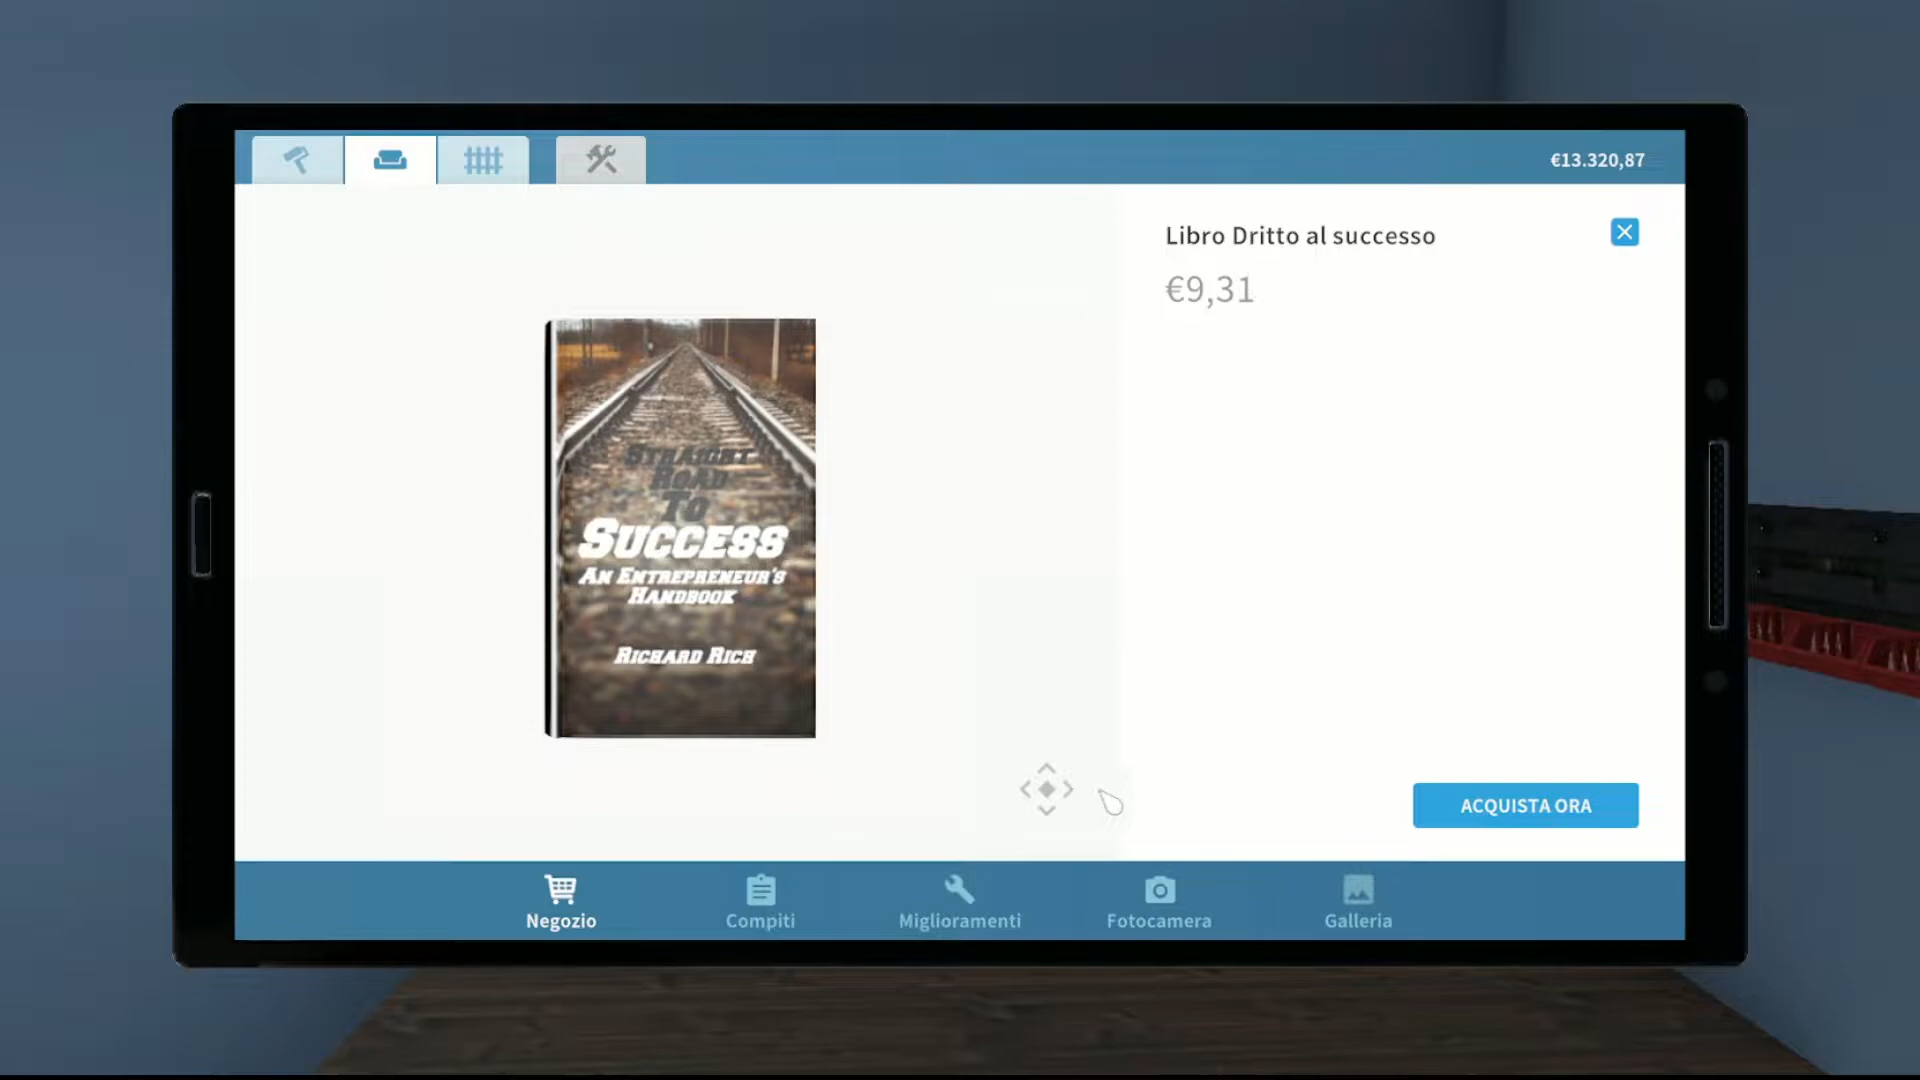 €13.320,87
Libro Dritto al successo
€9,31
STRAIGHT
ROAD
TO
SUCCESS
AN ENTREPRENEUR'S
HANDBOOK
RICHARD RICH
ACQUISTA ORA
Negozio
Compiti
Miglioramenti
Fotocamera
Galleria